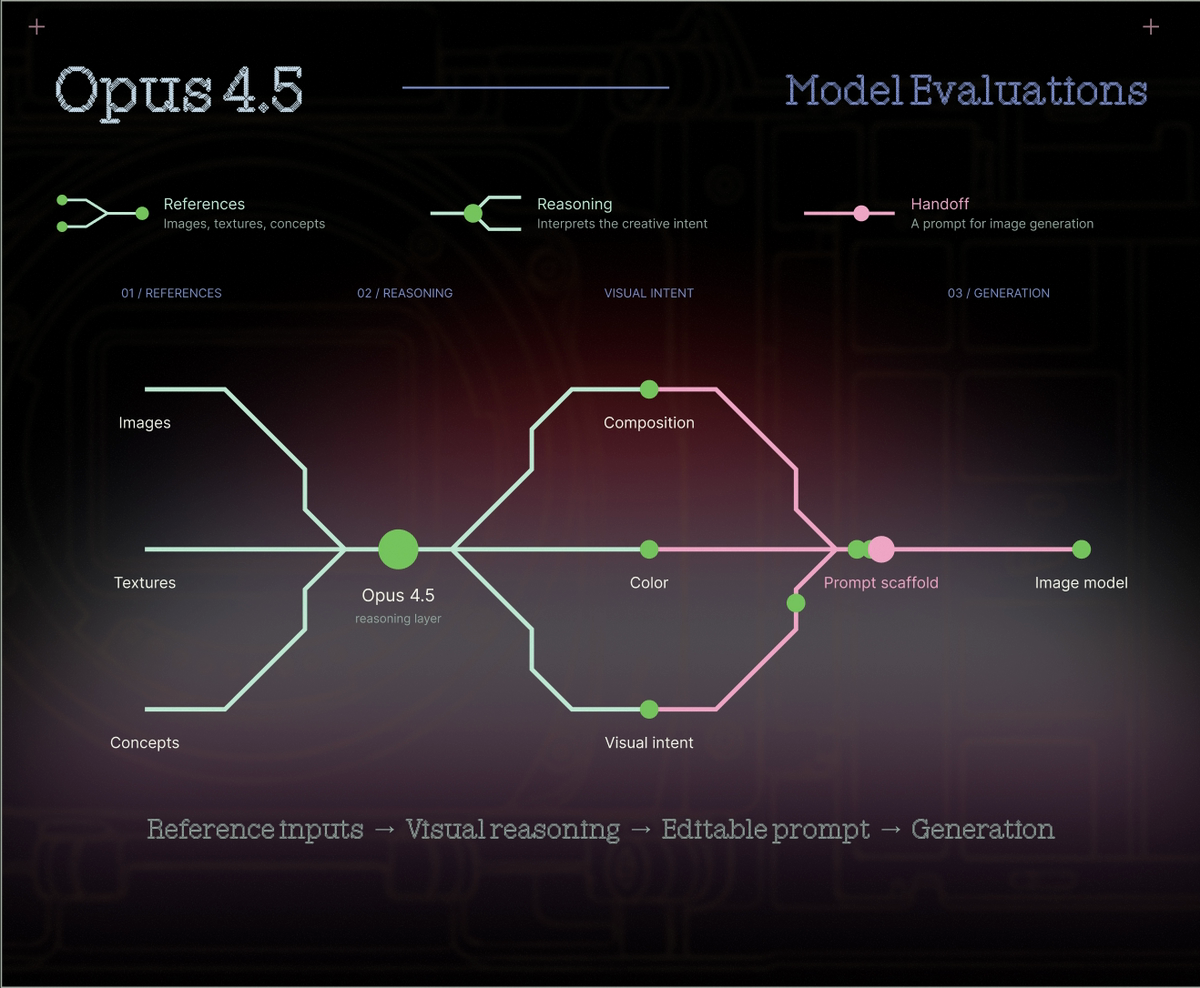 Opus 4.5
Model Evaluations
References
Images, textures, concepts
Reasoning
Interprets the creative intent
Handoff
A prompt for image generation
01 / REFERENCES
02 / REASONING
VISUAL INTENT
03 / GENERATION
Images
Composition
Textures
Opus 4.5
reasoning layer
Color
Prompt scaffold
Image model
Concepts
Visual intent
Reference inputs → Visual reasoning → Editable prompt → Generation